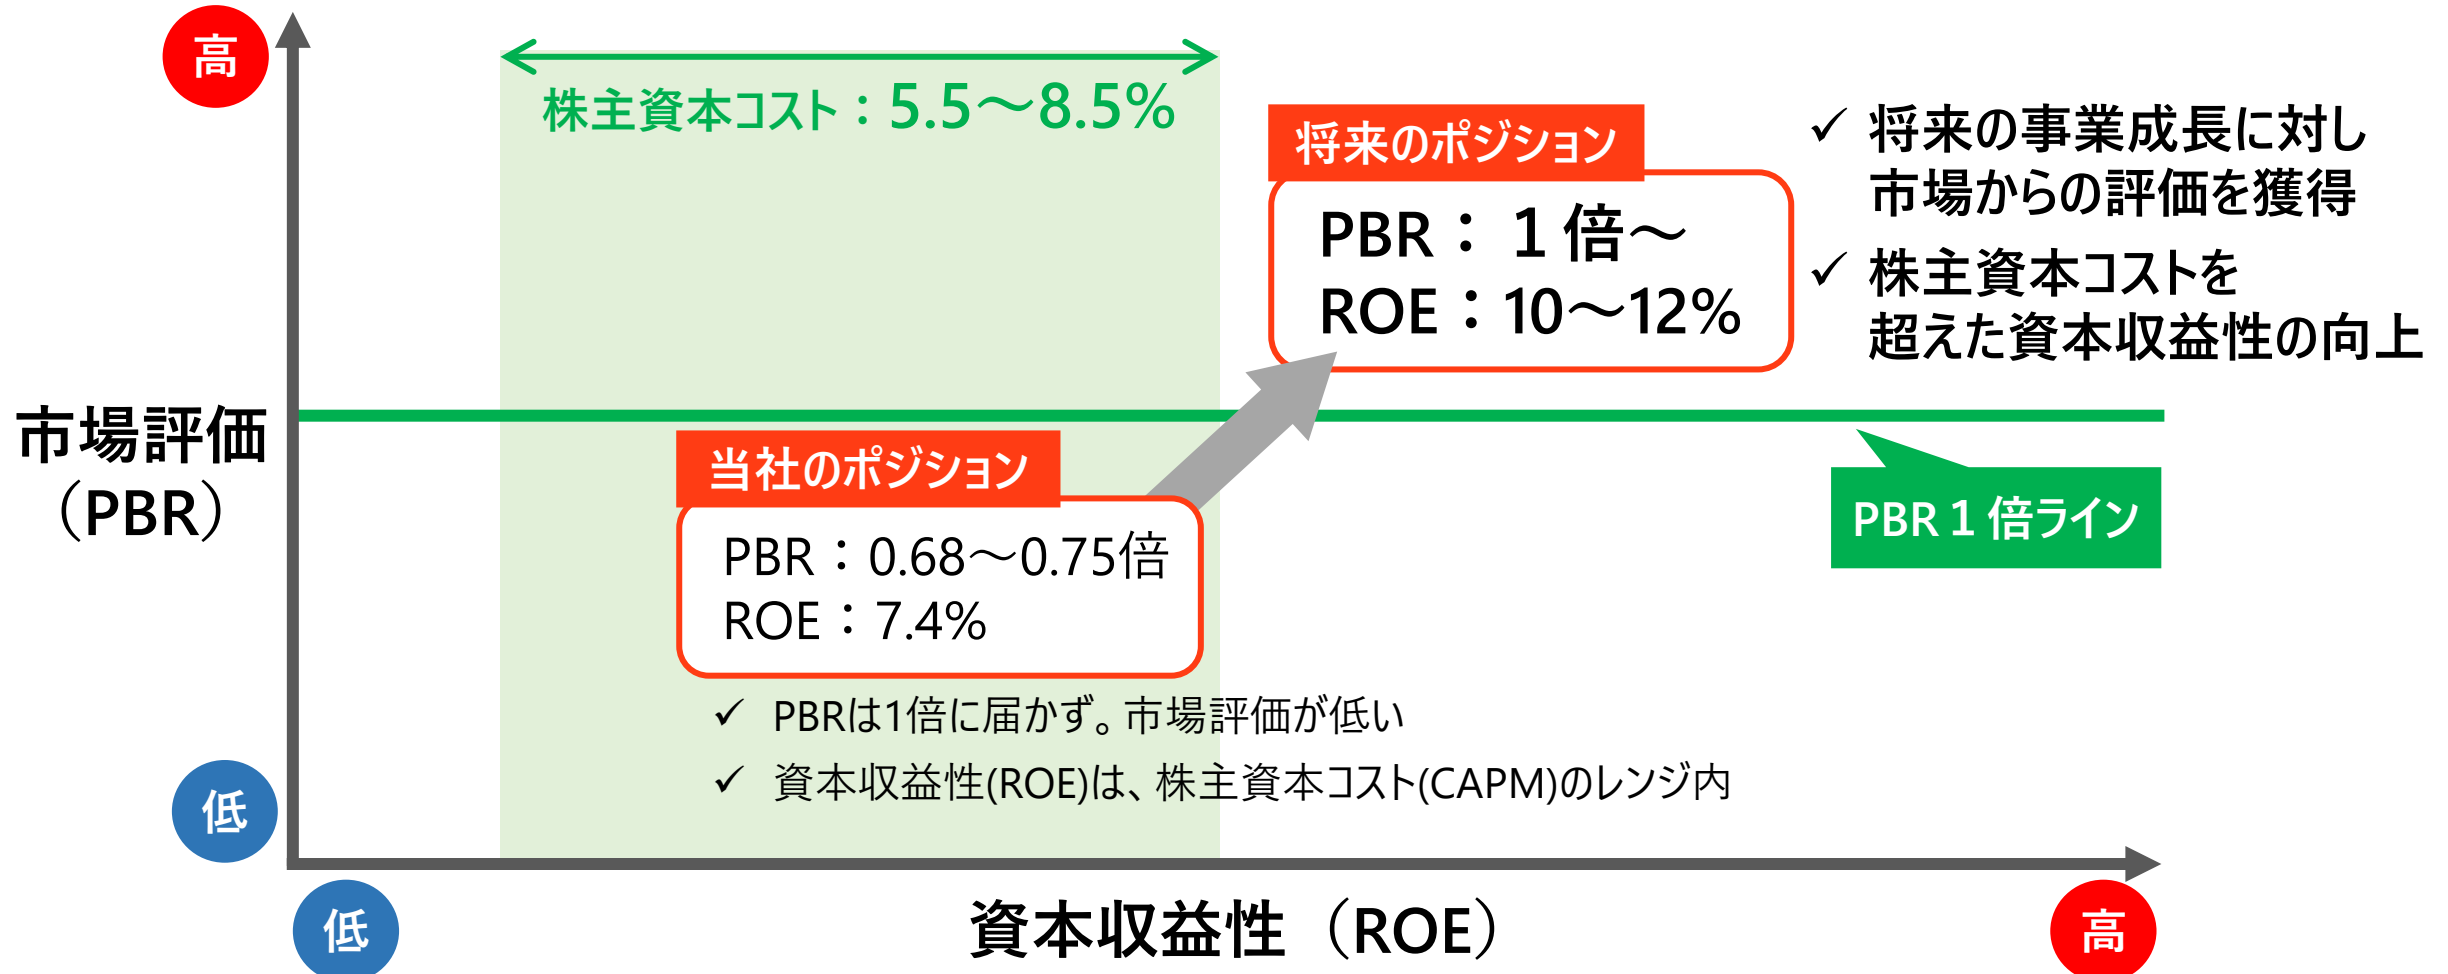 高
株主資本コスト：5.5～8.5%
将来のポジション
PBR： 1 倍～
ROE：10～12%
✓ 将来の事業成長に対し
市場からの評価を獲得
✓ 株主資本コストを
超えた資本収益性の向上
市場評価
（PBR）
当社のポジション
PBR：0.68～0.75倍
ROE：7.4%
PBR 1 倍ライン
✓ PBRは1倍に届かず。市場評価が低い
✓ 資本収益性(ROE)は、株主資本コスト(CAPM)のレンジ内
低
低
資本収益性（ROE）
高